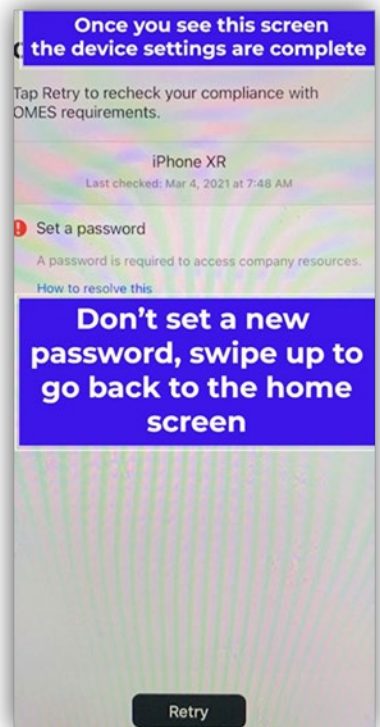 Once you see this screen
the device settings are complete
Tap Retry to recheck your compliance with
OMES requirements.
iPhone XR
Last checked: Mar 4, 2021 at 7:48 AM
Set a password
A password is required to access company resources.
How to resolve this
Don’t set a new
password, swipe up to
go back to the home
screen
Retry